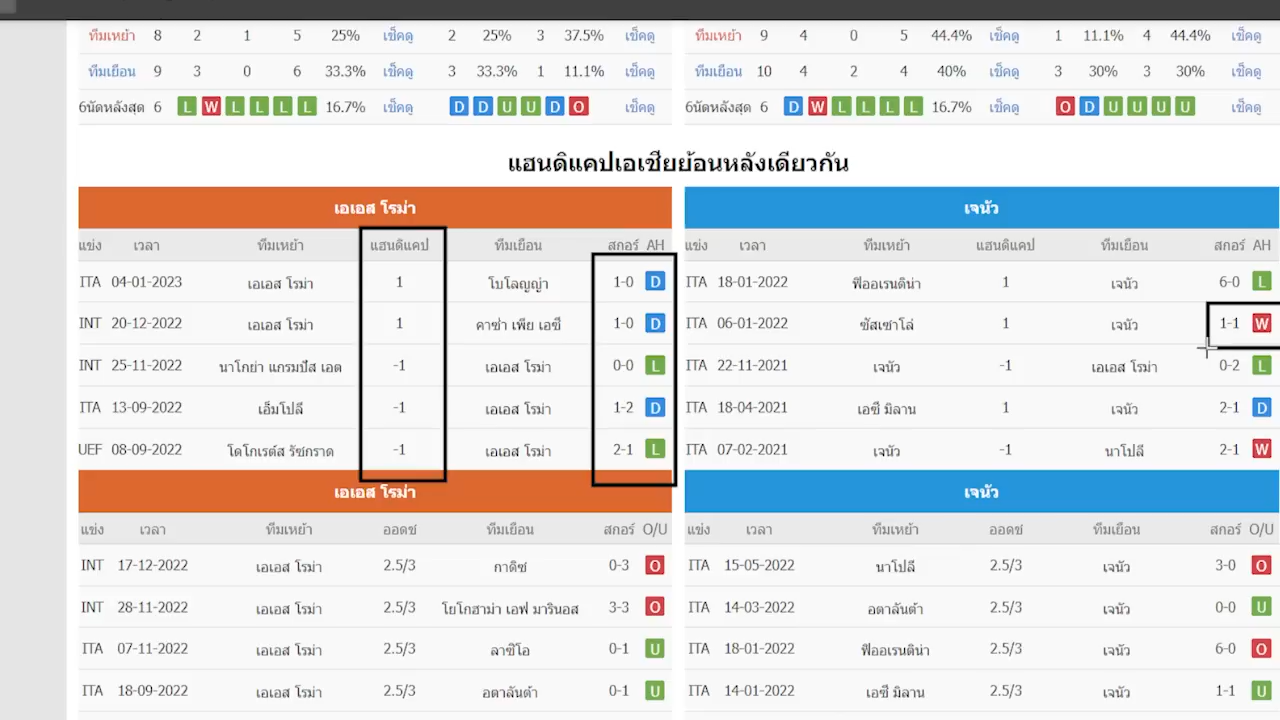 ทีมเหย้า 8 2 1 5 25% เช็คดู 2 25% 3 37.5% เช็คดู ทีมเหย้า 9 4 0 5 44.4% เช็คดู 1 11.1% 4 44.4% เช็คดู
ทีมเยือน 9 3 0 6 33.3% เช็คดู 3 33.3% 1 11.1% เช็คดู ทีมเยือน 10 4 2 4 40% เช็คดู 3 30% 3 30% เช็คดู
6นัดหลังสุด 6 L W L L L L 16.7% เช็คดู D D U U D O เช็คดู 6นัดหลังสุด 6 D W L L L L 16.7% เช็คดู O D U U U U เช็คดู
แฮนดิแคปเอเชียย้อนหลังเดียวกัน
เอเอส โรม่า
แข่ง เวลา ทีมเหย้า แฮนดิแคป ทีมเยือน สกอร์ AH
ITA 04-01-2023 เอเอส โรม่า 1 โบโลญญ่า 1-0 D
INT 20-12-2022 เอเอส โรม่า 1 คาซ่า เพีย เอซี 1-0 D
INT 25-11-2022 นาโกย่า แกรมปัส เอต -1 เอเอส โรม่า 0-0 L
ITA 13-09-2022 เอ็มโปลี -1 เอเอส โรม่า 1-2 D
UEF 08-09-2022 โดโกเรต์ส รัซกราด -1 เอเอส โรม่า 2-1 L
เจนัว
แข่ง เวลา ทีมเหย้า แฮนดิแคป ทีมเยือน สกอร์ AH
ITA 18-01-2022 ฟิออเรนติน่า 1 เจนัว 6-0 L
ITA 06-01-2022 ซัสเซาโล่ 1 เจนัว 1-1 W
ITA 22-11-2021 เจนัว -1 เอเอส โรม่า 0-2 L
ITA 18-04-2021 เอซี มิลาน 1 เจนัว 2-1 D
ITA 07-02-2021 เจนัว -1 นาโปลี 2-1 W
เอเอส โรม่า
แข่ง เวลา ทีมเหย้า ออดซ์ ทีมเยือน สกอร์ O/U
INT 17-12-2022 เอเอส โรม่า 2.5/3 กาดิซ 0-3 O
INT 28-11-2022 เอเอส โรม่า 2.5/3 โยโกฮาม่า เอฟ มารินอส 3-3 O
ITA 07-11-2022 เอเอส โรม่า 2.5/3 ลาซิโอ 0-1 U
ITA 18-09-2022 เอเอส โรม่า 2.5/3 อตาลันต้า 0-1 U
เจนัว
แข่ง เวลา ทีมเหย้า ออดซ์ ทีมเยือน สกอร์ O/U
ITA 15-05-2022 นาโปลี 2.5/3 เจนัว 3-0 O
ITA 14-03-2022 อตาลันต้า 2.5/3 เจนัว 0-0 U
ITA 18-01-2022 ฟิออเรนติน่า 2.5/3 เจนัว 6-0 O
ITA 14-01-2022 เอซี มิลาน 2.5/3 เจนัว 1-1 U